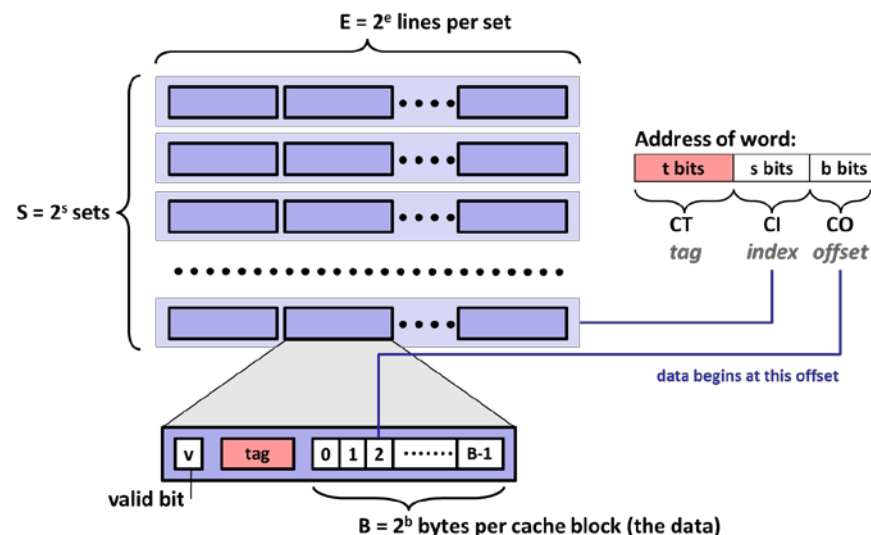 E = 2ᵉ lines per set
S = 2ˢ sets
Address of word:
t bits s bits b bits
CT CI CO
tag index offset
data begins at this offset
v tag 0 1 2 ······· B-1
valid bit
B = 2ᵇ bytes per cache block (the data)